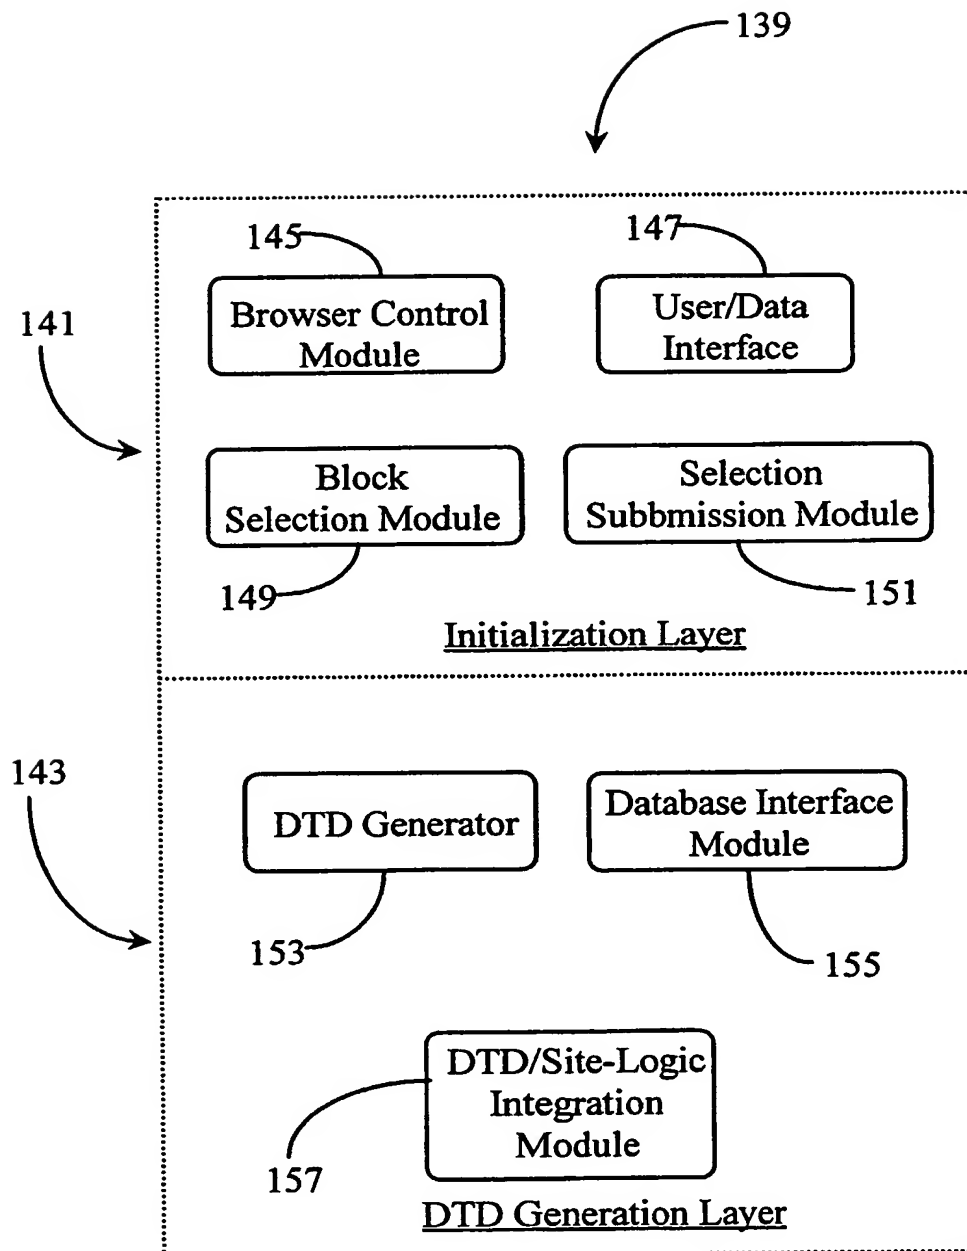 139
145
147
Browser Control
Module
User/Data
Interface
141
Block
Selection Module
Selection
Subbmission Module
149
151
Initialization Layer
143
DTD Generator
Database Interface
Module
153
155
DTD/Site-Logic
Integration
Module
157
DTD Generation Layer